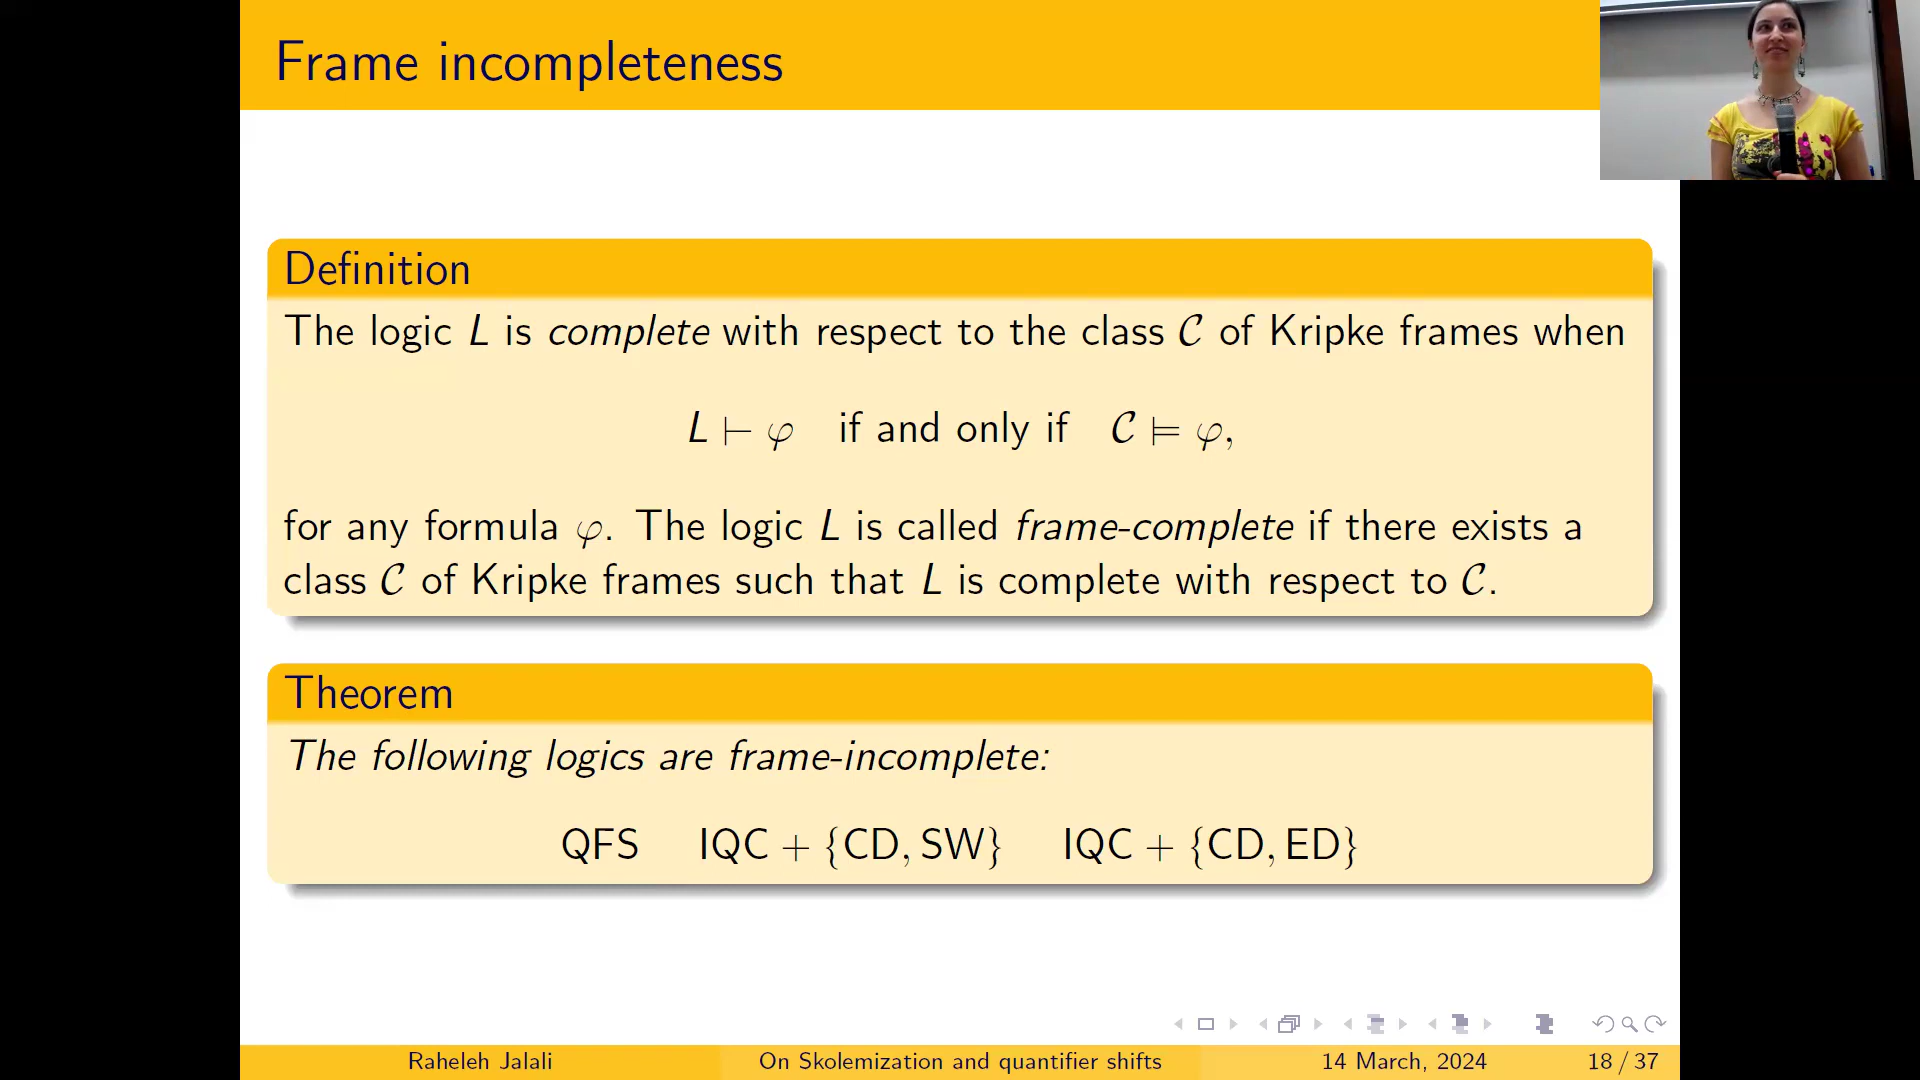 Frame incompleteness
Definition
The logic L is complete with respect to the class 𝒞 of Kripke frames when
L ⊢ φ if and only if 𝒞 ⊨ φ,
for any formula φ. The logic L is called frame-complete if there exists a
class 𝒞 of Kripke frames such that L is complete with respect to 𝒞.
Theorem
The following logics are frame-incomplete:
QFS IQC + {CD, SW} IQC + {CD, ED}
Raheleh Jalali On Skolemization and quantifier shifts 14 March, 2024 18 / 37